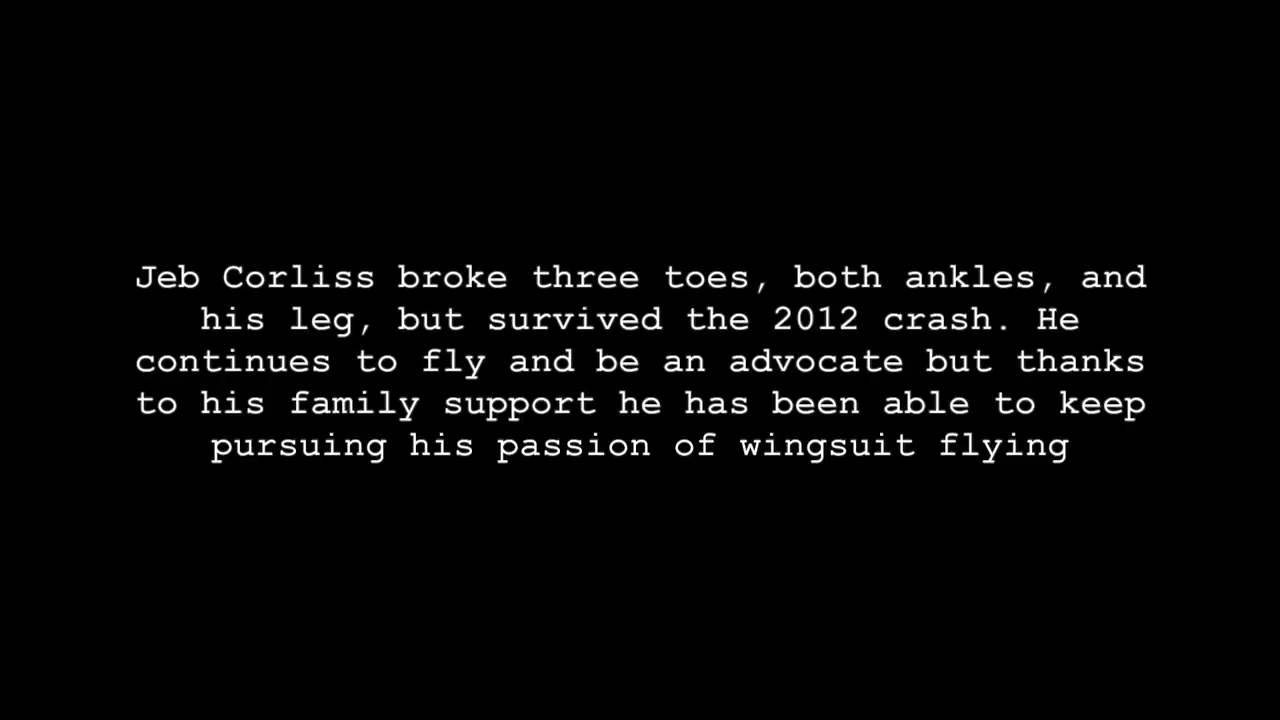 Jeb Corliss broke three toes, both ankles, and
his leg, but survived the 2012 crash. He
continues to fly and be an advocate but thanks
to his family support he has been able to keep
pursuing his passion of wingsuit flying